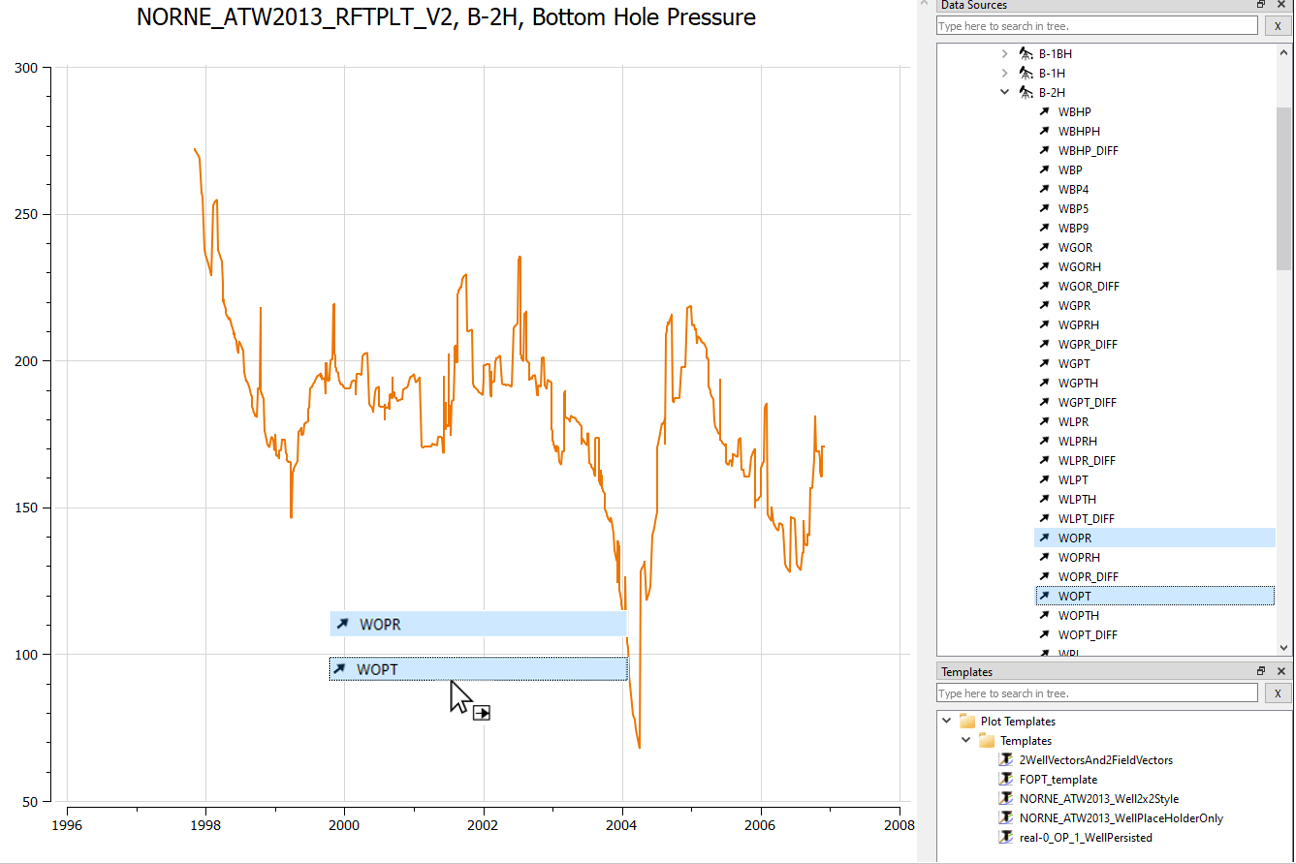 NORNE_ATW2013_RFTPLT_V2, B-2H, Bottom Hole Pressure
300
250
200
150
100
50
1996
1998
2000
2002
2004
2006
2008
WOPR
WOPT
Data Sources
Type here to search in tree.
X
B-1BH
B-1H
B-2H
WBHP
WBHPH
WBHP_DIFF
WBP
WBP4
WBP5
WBP9
WGOR
WGORH
WGOR_DIFF
WGPR
WGPRH
WGPR_DIFF
WGPT
WGPTH
WGPT_DIFF
WLPR
WLPRH
WLPR_DIFF
WLPT
WLPTH
WLPT_DIFF
WOPR
WOPRH
WOPR_DIFF
WOPT
WOPTH
WOPT_DIFF
Templates
Type here to search in tree.
X
Plot Templates
Templates
2WellVectorsAnd2FieldVectors
FOPT_template
NORNE_ATW2013_Well2x2Style
NORNE_ATW2013_WellPlaceHolderOnly
real-0_OP_1_WellPersisted